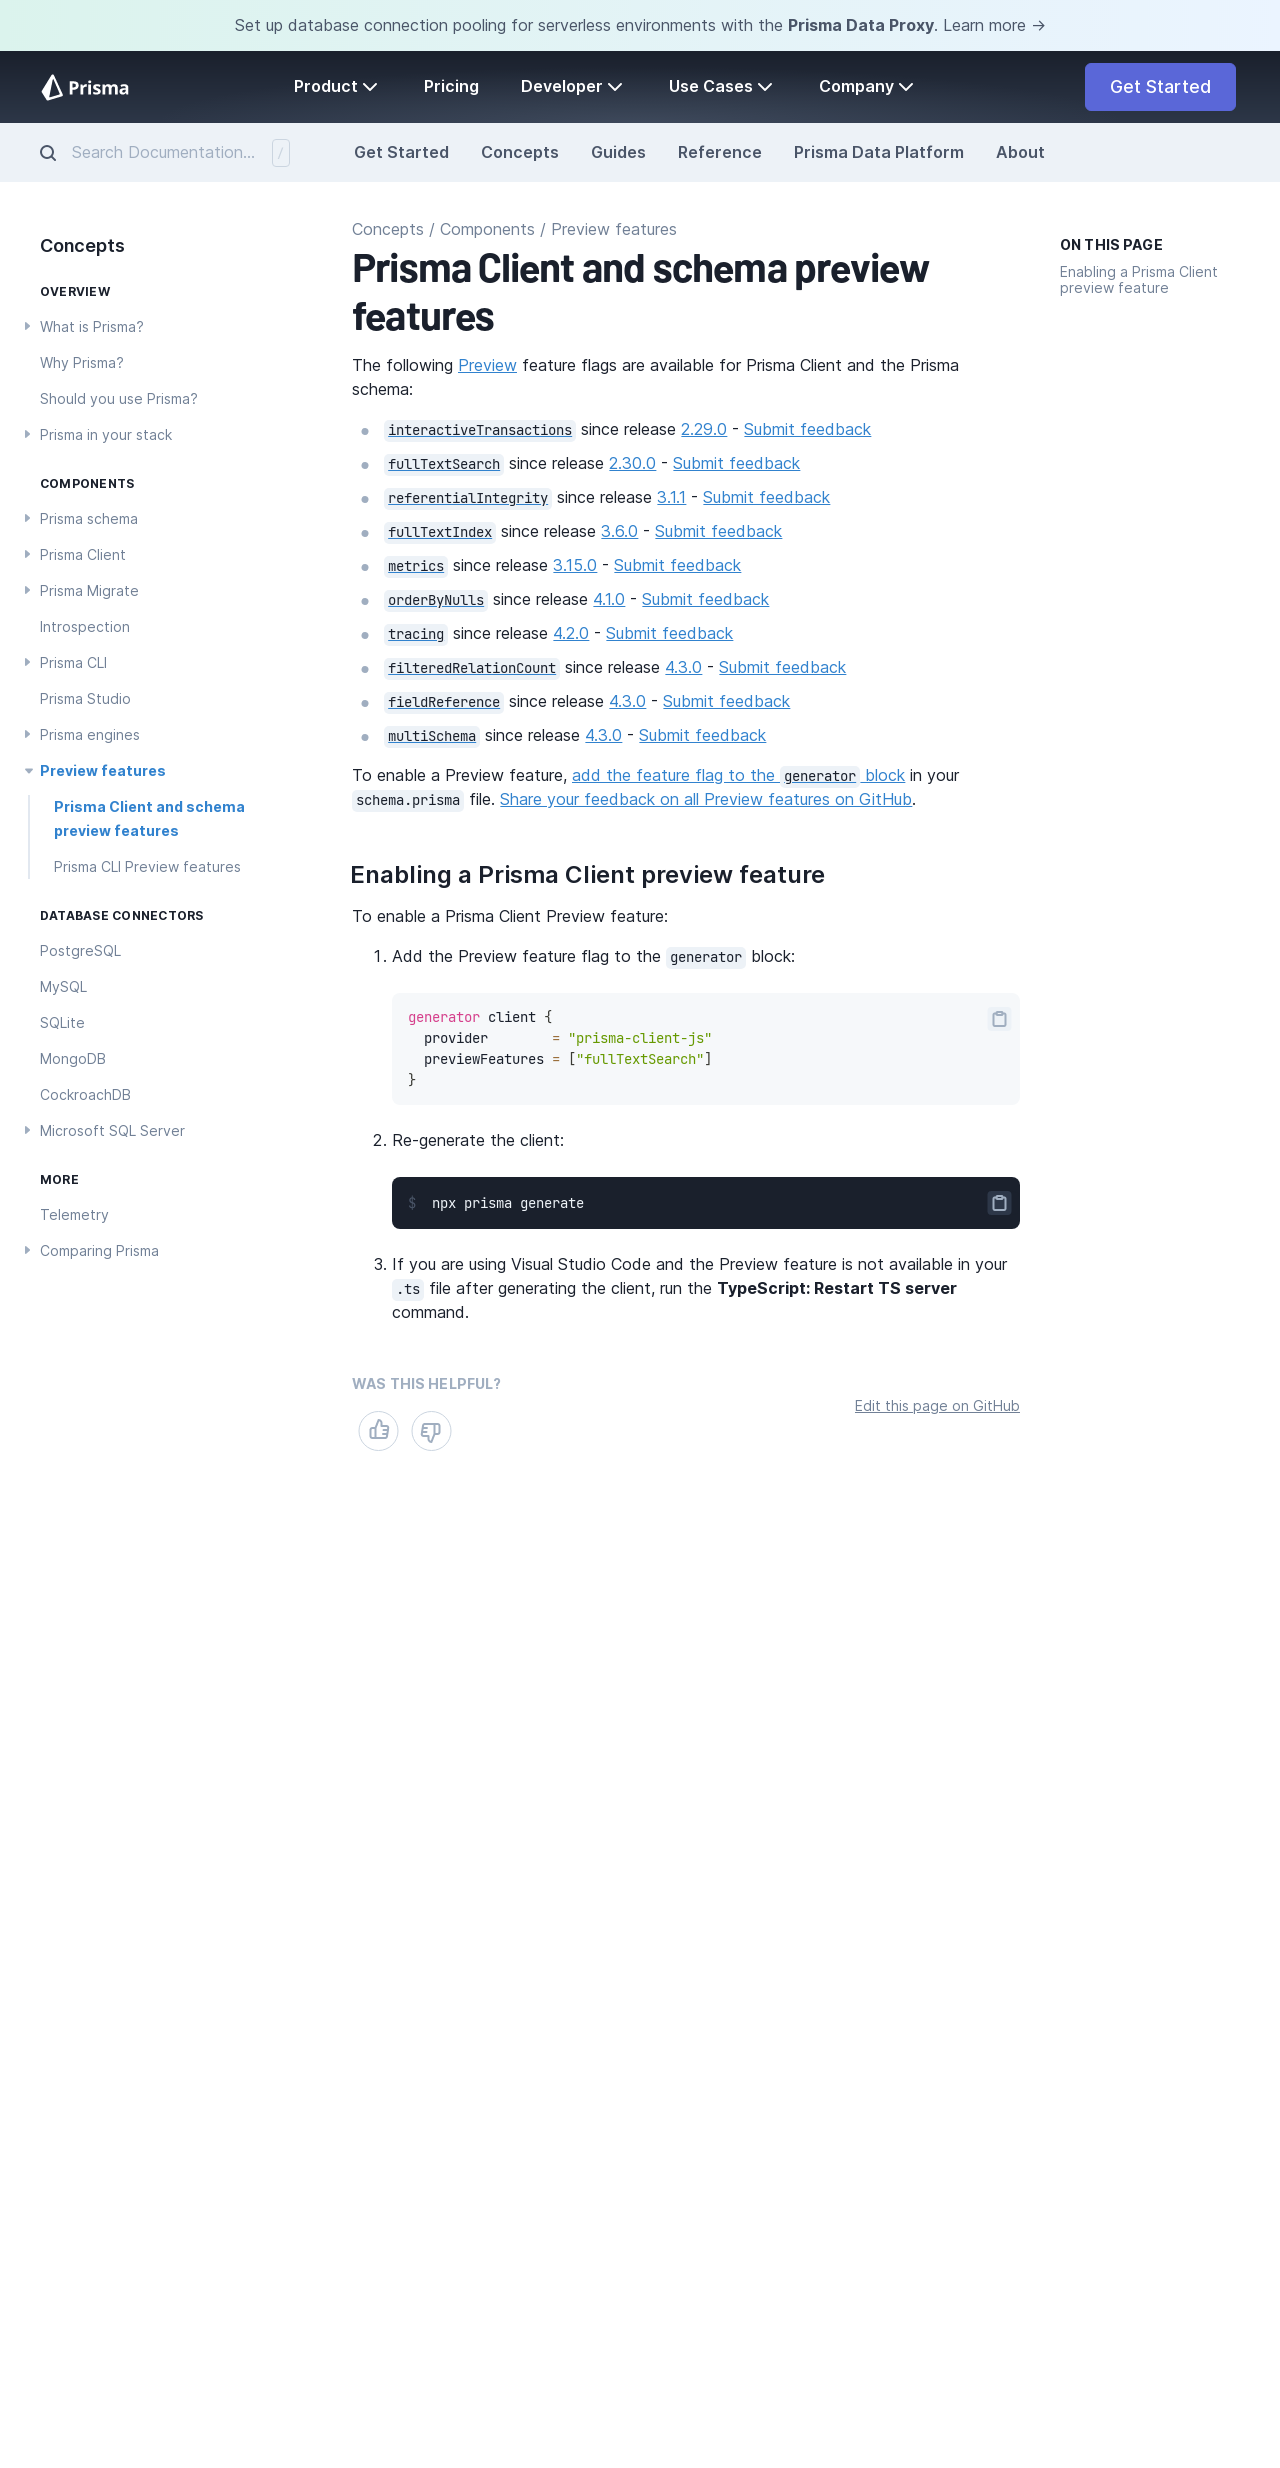 Set up database connection pooling for serverless environments with the Prisma Data Proxy. Learn more →
Prisma
Product
Pricing
Developer
Use Cases
Company
Get Started
Search Documentation... /
Get Started
Concepts
Guides
Reference
Prisma Data Platform
About
Concepts
OVERVIEW
What is Prisma?
Why Prisma?
Should you use Prisma?
Prisma in your stack
COMPONENTS
Prisma schema
Prisma Client
Prisma Migrate
Introspection
Prisma CLI
Prisma Studio
Prisma engines
Preview features
Prisma Client and schema
preview features
Prisma CLI Preview features
DATABASE CONNECTORS
PostgreSQL
MySQL
SQLite
MongoDB
CockroachDB
Microsoft SQL Server
MORE
Telemetry
Comparing Prisma
Concepts / Components / Preview features
Prisma Client and schema preview
features
The following Preview feature flags are available for Prisma Client and the Prisma
schema:
interactiveTransactions since release 2.29.0 - Submit feedback
fullTextSearch since release 2.30.0 - Submit feedback
referentialIntegrity since release 3.1.1 - Submit feedback
fullTextIndex since release 3.6.0 - Submit feedback
metrics since release 3.15.0 - Submit feedback
orderByNulls since release 4.1.0 - Submit feedback
tracing since release 4.2.0 - Submit feedback
filteredRelationCount since release 4.3.0 - Submit feedback
fieldReference since release 4.3.0 - Submit feedback
multiSchema since release 4.3.0 - Submit feedback
To enable a Preview feature, add the feature flag to the generator block in your
schema.prisma file. Share your feedback on all Preview features on GitHub.
Enabling a Prisma Client preview feature
To enable a Prisma Client Preview feature:
1. Add the Preview feature flag to the generator block:
generator client {
  provider        = "prisma-client-js"
  previewFeatures = ["fullTextSearch"]
}
2. Re-generate the client:
$ npx prisma generate
3. If you are using Visual Studio Code and the Preview feature is not available in your
.ts file after generating the client, run the TypeScript: Restart TS server
command.
WAS THIS HELPFUL?
Edit this page on GitHub
ON THIS PAGE
Enabling a Prisma Client
preview feature